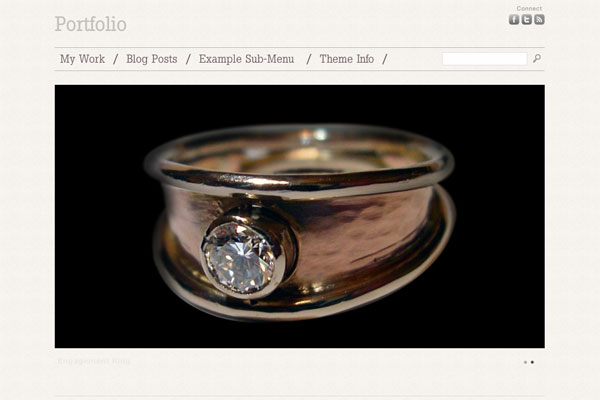 Connect
Portfolio
My Work / Blog Posts / Example Sub-Menu / Theme Info /
Engagement Ring